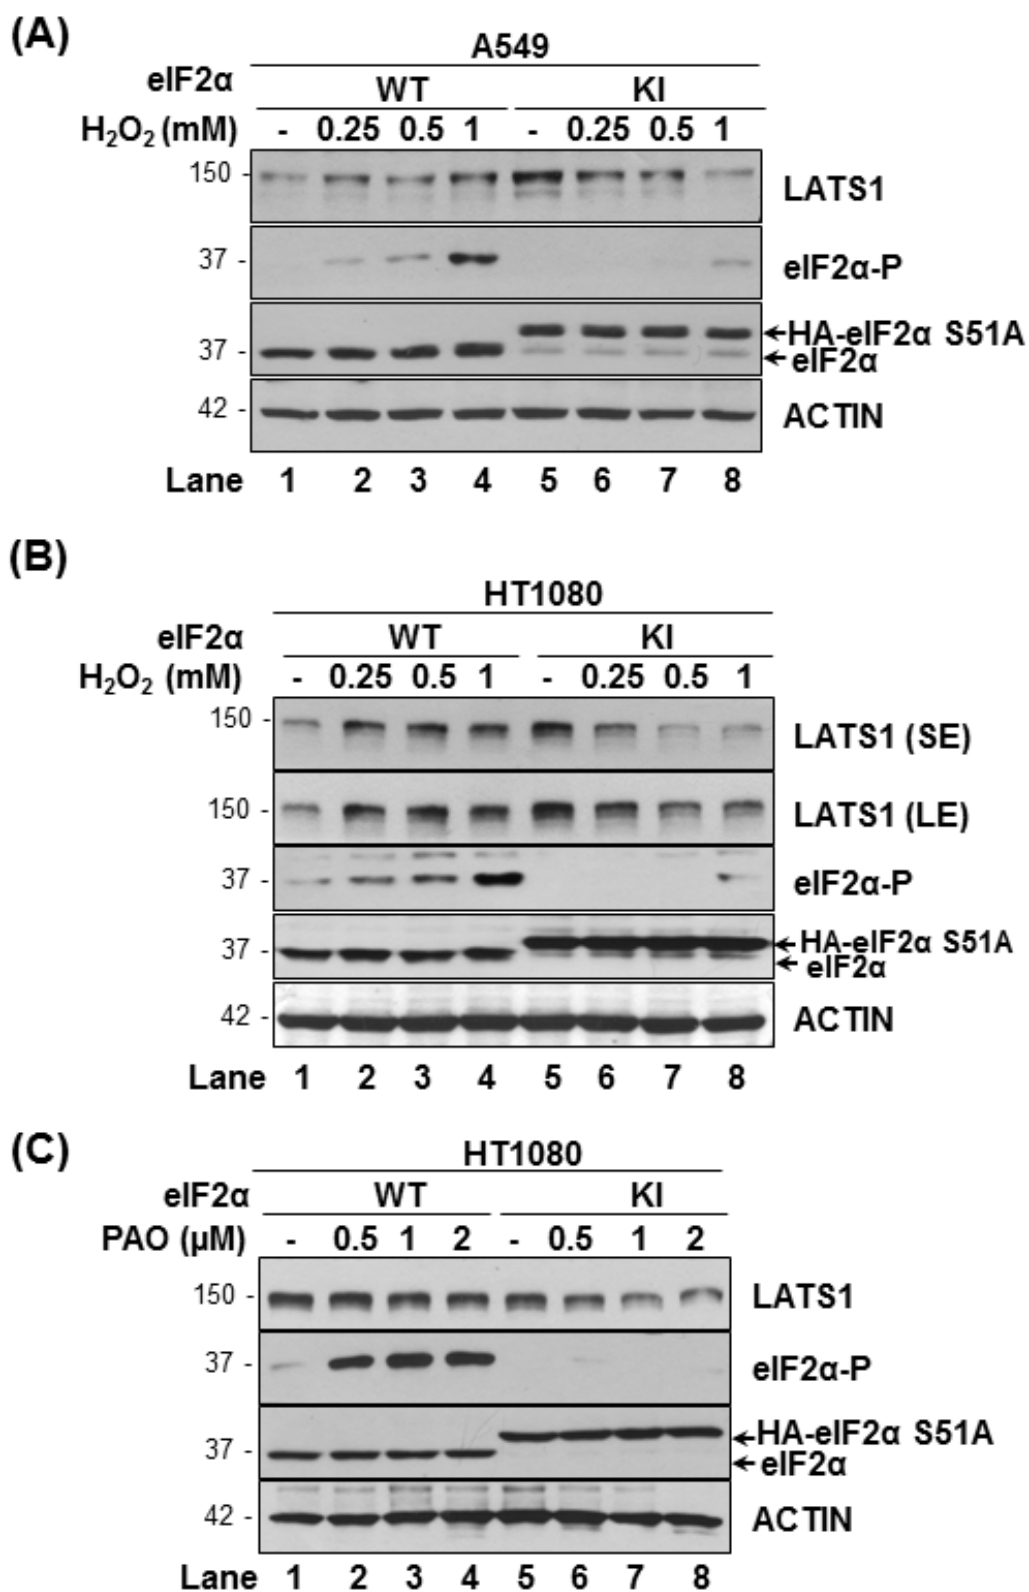 (A)
A549
eIF2α
WT KI
H₂O₂ (mM) - 0.25 0.5 1 - 0.25 0.5 1
150 - LATS1
37 - eIF2α-P
HA-eIF2α S51A
37 - eIF2α
42 - ACTIN
Lane 1 2 3 4 5 6 7 8
(B)
HT1080
eIF2α WT KI
H₂O₂ (mM) - 0.25 0.5 1 - 0.25 0.5 1
150 - LATS1 (SE)
150 - LATS1 (LE)
37 - eIF2α-P
37 - HA-eIF2α S51A
eIF2α
42 - ACTIN
Lane 1 2 3 4 5 6 7 8
(C)
HT1080
eIF2α WT KI
PAO (µM) - 0.5 1 2 - 0.5 1 2
150 - LATS1
37 - eIF2α-P
HA-eIF2α S51A
37 - eIF2α
42 - ACTIN
Lane 1 2 3 4 5 6 7 8